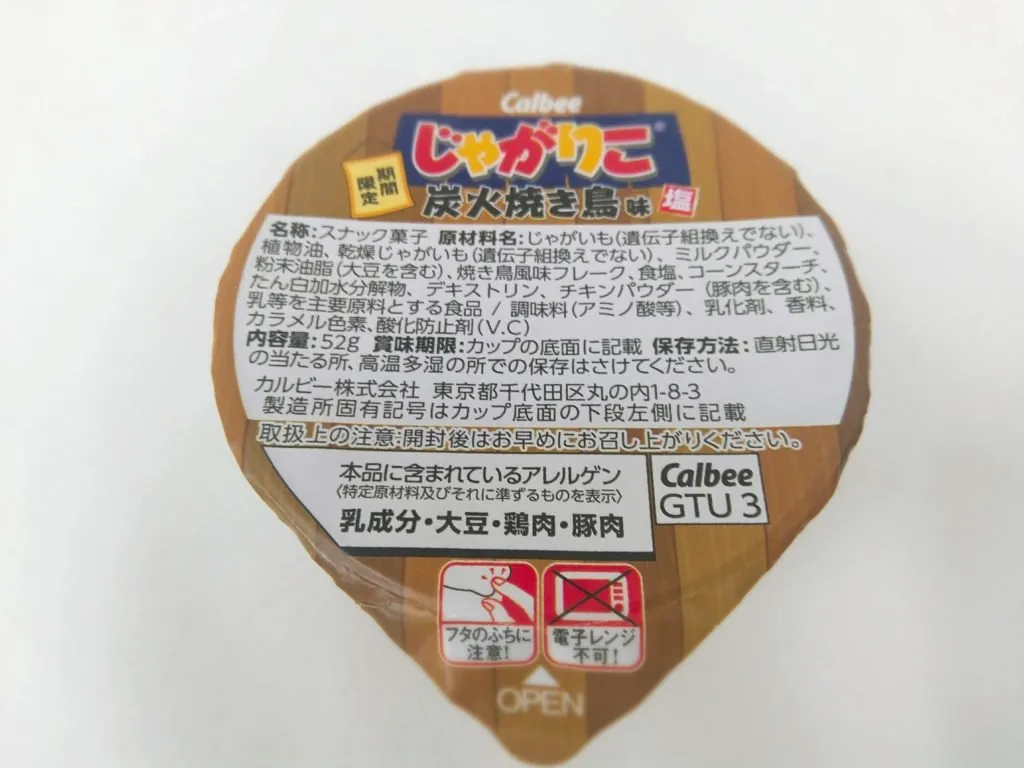 Calbee
じゃがりこ®
期間限定
炭火焼き鳥味 塩
名称:スナック菓子 原材料名:じゃがいも(遺伝子組換えでない)、
植物油、乾燥じゃがいも(遺伝子組換えでない)、ミルクパウダー、
粉末油脂(大豆を含む)、焼き鳥風味フレーク、食塩、コーンスターチ、
たん白加水分解物、デキストリン、チキンパウダー(豚肉を含む)、
乳等を主要原料とする食品 / 調味料(アミノ酸等)、乳化剤、香料、
カラメル色素、酸化防止剤(V.C)
内容量:52g 賞味期限:カップの底面に記載 保存方法:直射日光
の当たる所、高温多湿の所での保存はさけてください。
カルビー株式会社 東京都千代田区丸の内1-8-3
製造所固有記号はカップ底面の下段左側に記載
取扱上の注意:開封後はお早めにお召し上がりください。
本品に含まれているアレルゲン
〈特定原材料及びそれに準ずるものを表示〉
乳成分・大豆・鶏肉・豚肉
Calbee
GTU 3
フタのふちに
注意!
電子レンジ
不可!
OPEN